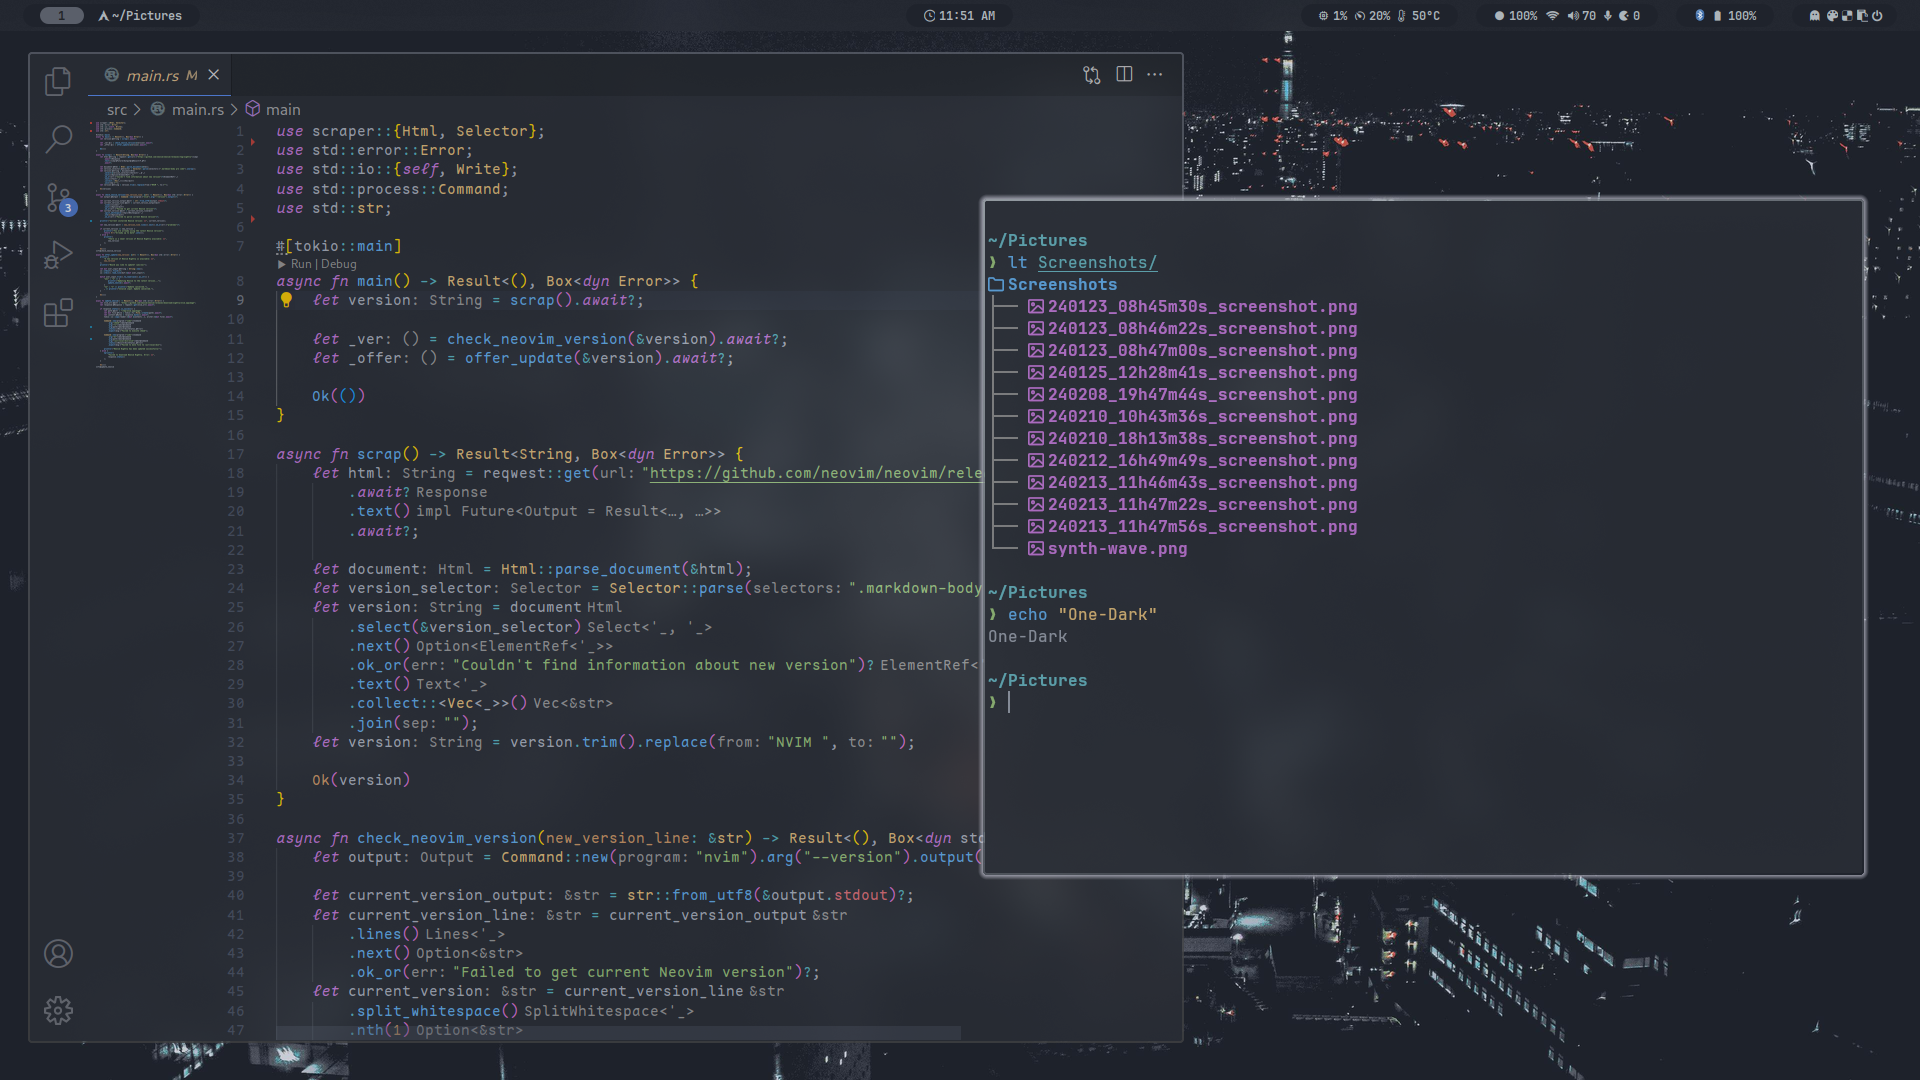 1 ~/Pictures
11:51 AM
1% 20% 50°C
100% 70 0
100%
main.rs M
src > main.rs > main
3
1 use scraper::{Html, Selector};
2 use std::error::Error;
3 use std::io::{self, Write};
4 use std::process::Command;
5 use std::str;
6
7 #[tokio::main]
Run | Debug
8 async fn main() -> Result<(), Box<dyn Error>> {
9 let version: String = scrap().await?;
10
11 let _ver: () = check_neovim_version(&version).await?;
12 let _offer: () = offer_update(&version).await?;
13
14 Ok(())
15 }
16
17 async fn scrap() -> Result<String, Box<dyn Error>> {
18 let html: String = reqwest::get(url: "https://github.com/neovim/neovim/rele
19 .await? Response
20 .text() impl Future<Output = Result<…, …>>
21 .await?;
22
23 let document: Html = Html::parse_document(&html);
24 let version_selector: Selector = Selector::parse(selectors: ".markdown-body
25 let version: String = document Html
26 .select(&version_selector) Select<'_, '_>
27 .next() Option<ElementRef<'_>>
28 .ok_or(err: "Couldn't find information about new version")? ElementRef<'
29 .text() Text<'_>
30 .collect::<Vec<_>>() Vec<&str>
31 .join(sep: "");
32 let version: String = version.trim().replace(from: "NVIM ", to: "");
33
34 Ok(version)
35 }
36
37 async fn check_neovim_version(new_version_line: &str) -> Result<(), Box<dyn std
38 let output: Output = Command::new(program: "nvim").arg("--version").output(
39
40 let current_version_output: &str = str::from_utf8(&output.stdout)?;
41 let current_version_line: &str = current_version_output &str
42 .lines() Lines<'_>
43 .next() Option<&str>
44 .ok_or(err: "Failed to get current Neovim version")?;
45 let current_version: &str = current_version_line &str
46 .split_whitespace() SplitWhitespace<'_>
47 .nth(1) Option<&str>
~/Pictures
❯ lt Screenshots/
Screenshots
240123_08h45m30s_screenshot.png
240123_08h46m22s_screenshot.png
240123_08h47m00s_screenshot.png
240125_12h28m41s_screenshot.png
240208_19h47m44s_screenshot.png
240210_10h43m36s_screenshot.png
240210_18h13m38s_screenshot.png
240212_16h49m49s_screenshot.png
240213_11h46m43s_screenshot.png
240213_11h47m22s_screenshot.png
240213_11h47m56s_screenshot.png
synth-wave.png
~/Pictures
❯ echo "One-Dark"
One-Dark
~/Pictures
❯